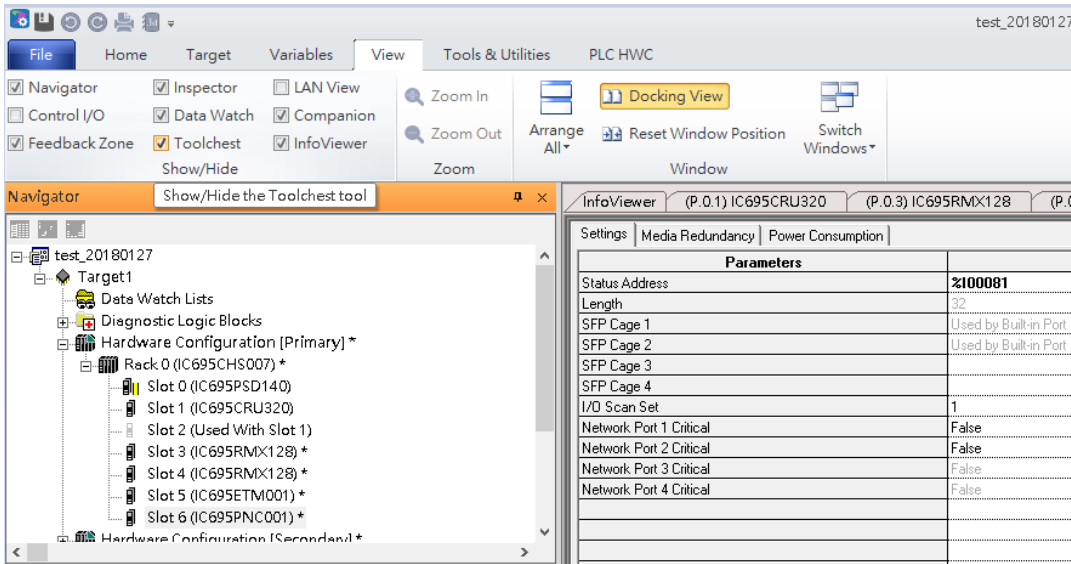 test_20180127
File Home Target Variables View Tools & Utilities PLC HWC
Navigator Inspector LAN View
Control I/O Data Watch Companion
Feedback Zone Toolchest InfoViewer
Show/Hide
Zoom In
Zoom Out
Zoom
Arrange All
Docking View
Reset Window Position
Switch Windows
Window
Show/Hide the Toolchest tool
Navigator
test_20180127
Target1
Data Watch Lists
Diagnostic Logic Blocks
Hardware Configuration [Primary] *
Rack 0 (IC695CHS007) *
Slot 0 (IC695PSD140)
Slot 1 (IC695CRU320)
Slot 2 (Used With Slot 1)
Slot 3 (IC695RMX128) *
Slot 4 (IC695RMX128) *
Slot 5 (IC695ETM001) *
Slot 6 (IC695PNC001) *
Hardware Configuration [Secondary] *
InfoViewer (P.0.1) IC695CRU320 (P.0.3) IC695RMX128 (P.0
Settings Media Redundancy Power Consumption
Parameters
Status Address %I00081
Length 32
SFP Cage 1 Used by Built-in Port
SFP Cage 2 Used by Built-in Port
SFP Cage 3
SFP Cage 4
I/O Scan Set 1
Network Port 1 Critical False
Network Port 2 Critical False
Network Port 3 Critical False
Network Port 4 Critical False